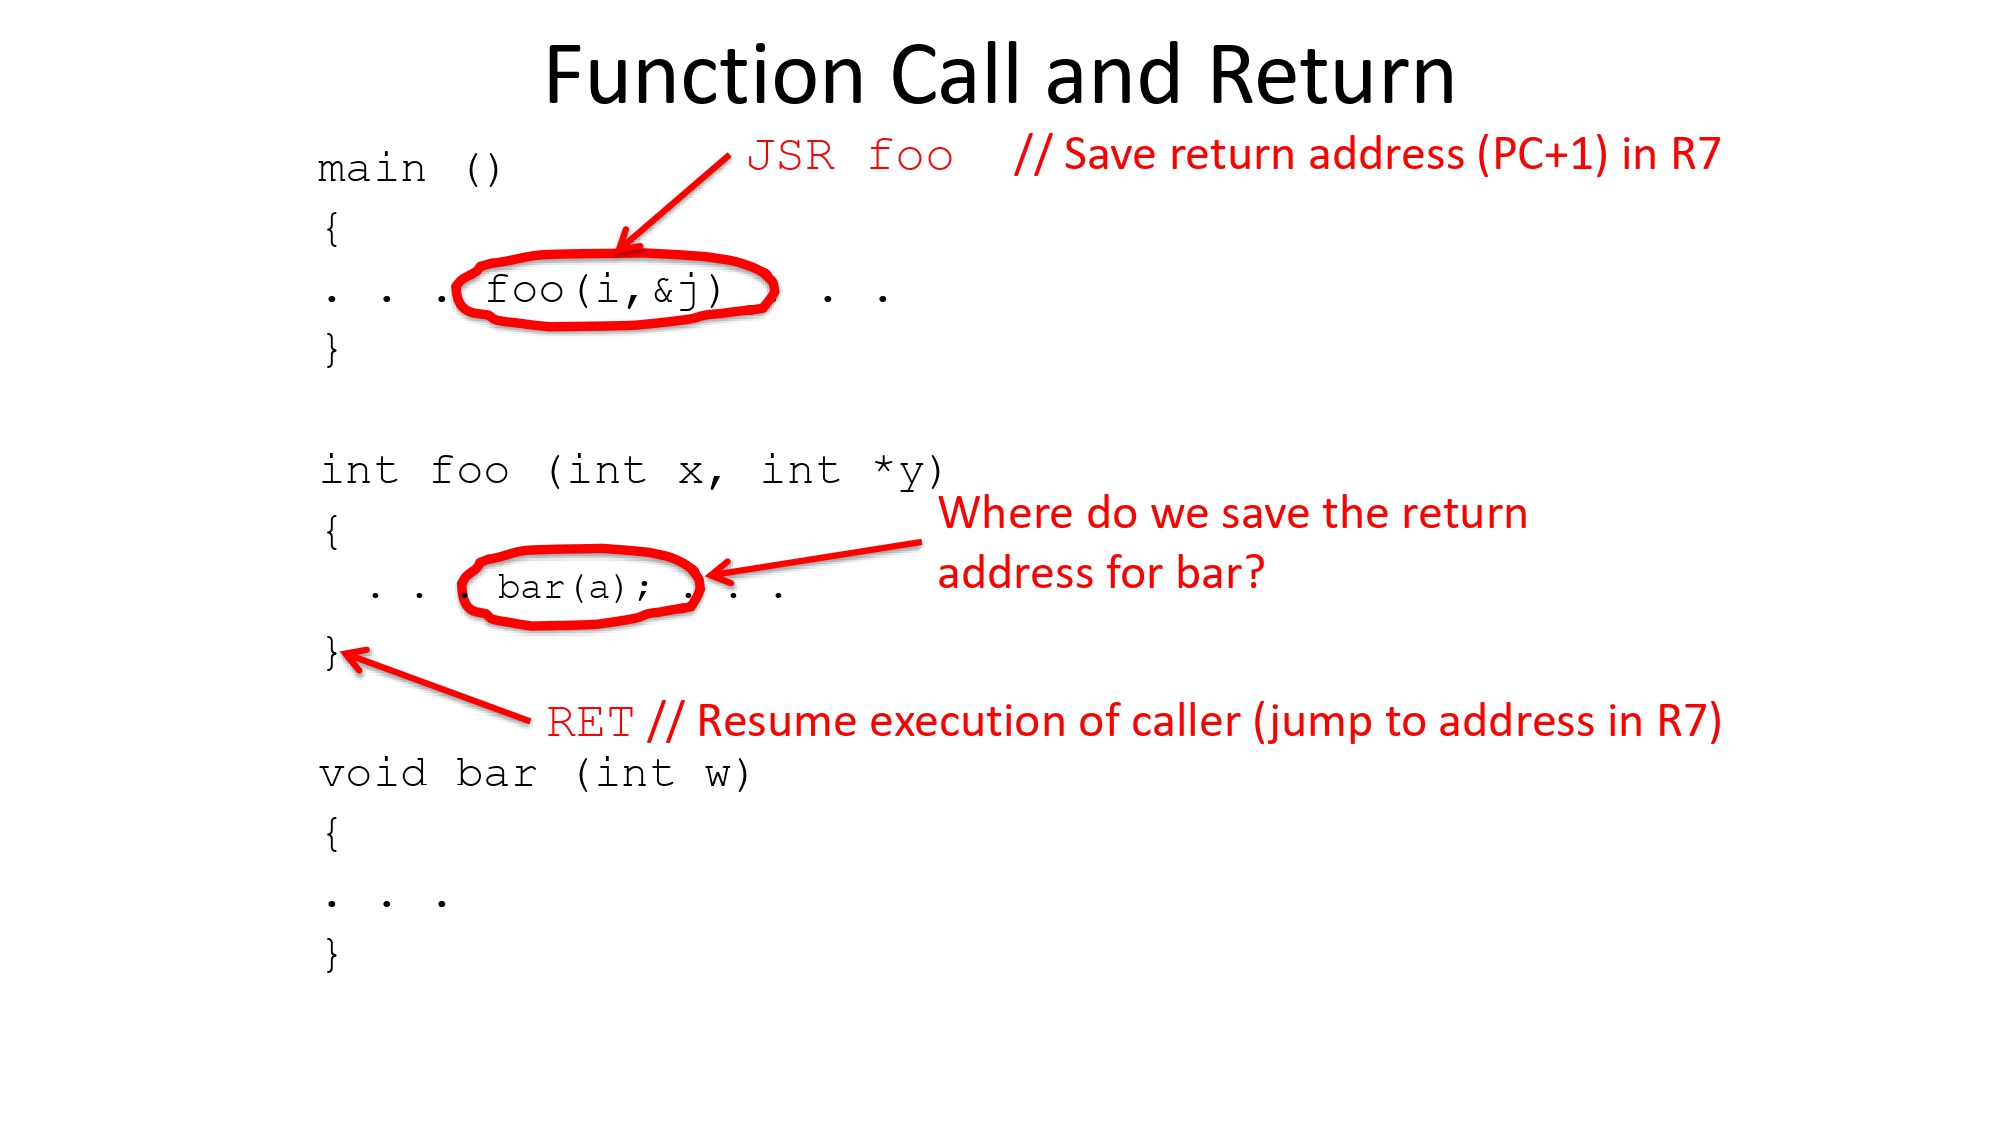 Function Call and Return
main ()
JSR foo // Save return address (PC+1) in R7
{
. . . foo(i,&j) . . .
}
int foo (int x, int *y)
{
Where do we save the return
address for bar?
. . . bar(a); . . .
}
RET // Resume execution of caller (jump to address in R7)
void bar (int w)
{
. . .
}